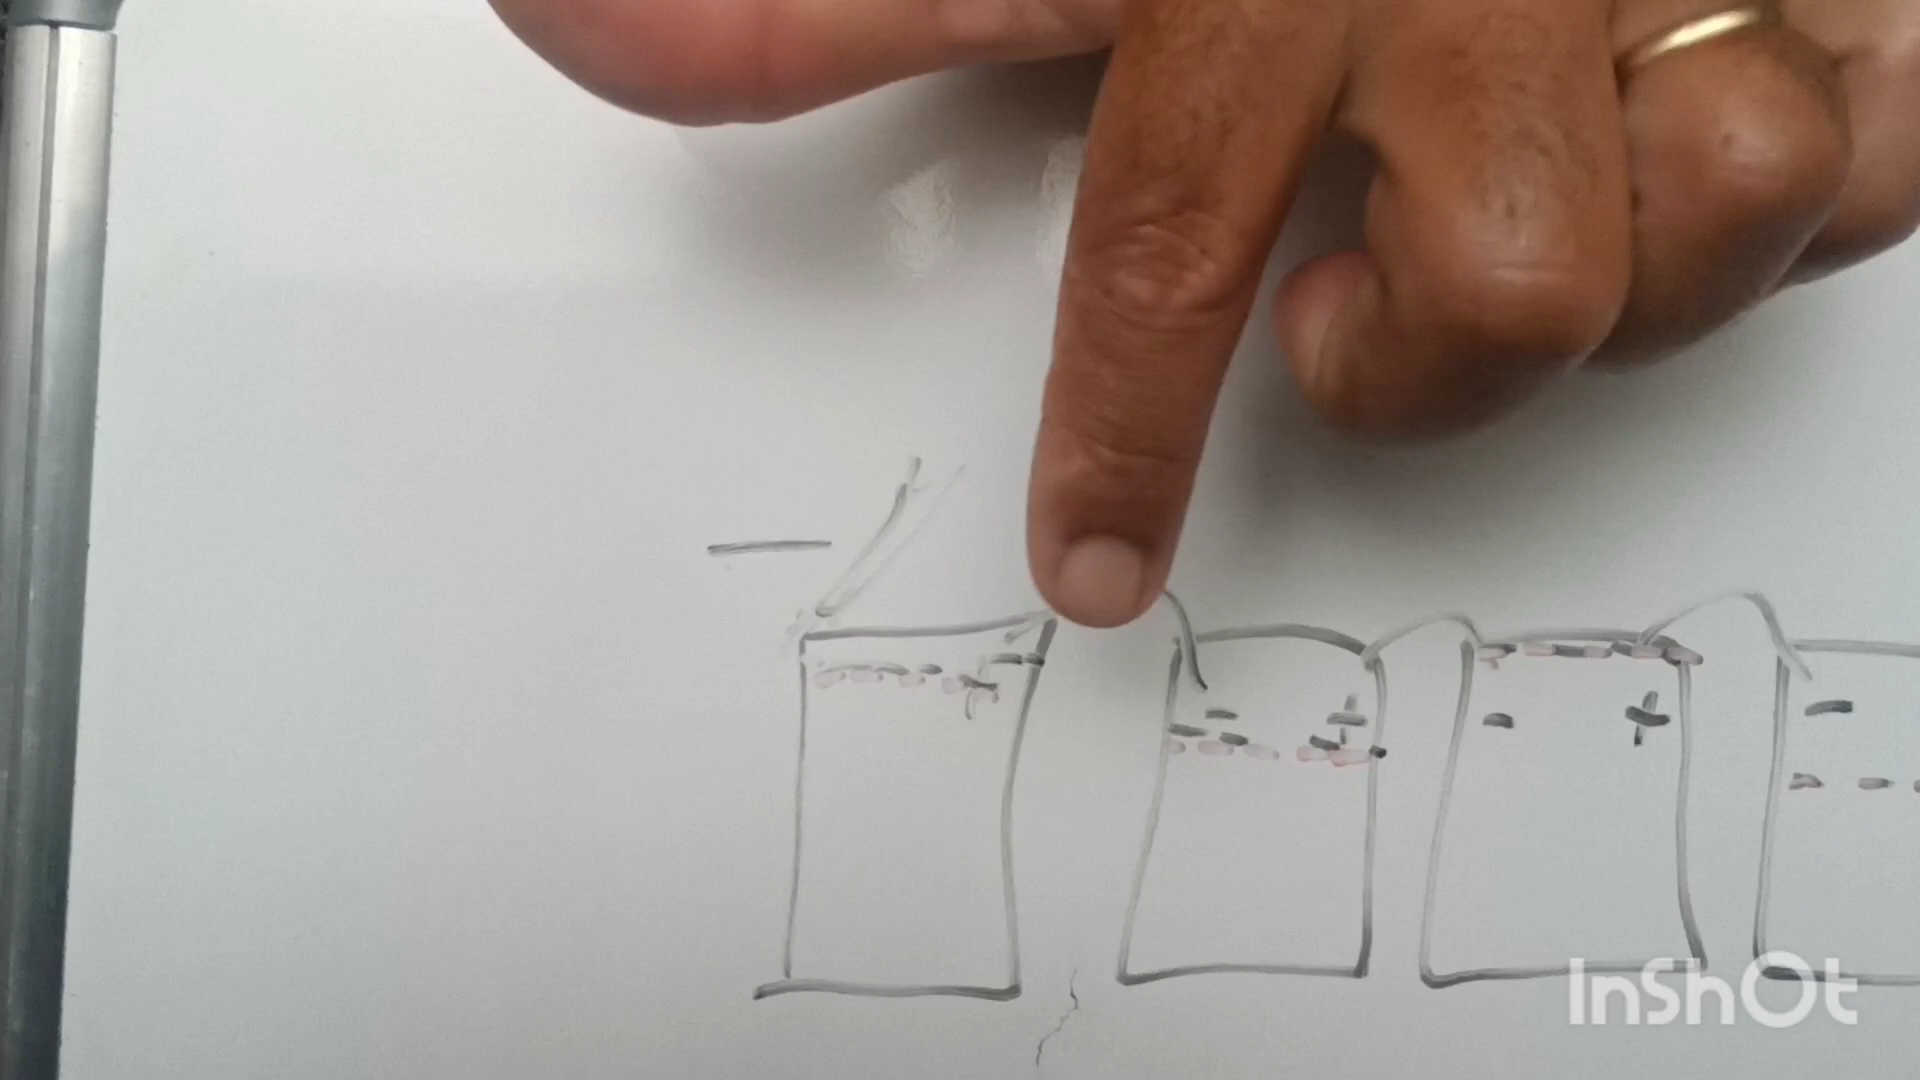 — +
- + - + -
InShOt